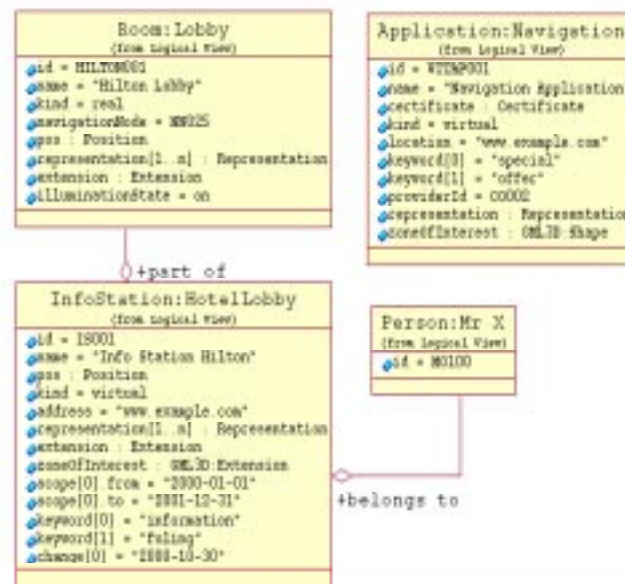 Room:Lobby
(from Logical View)
id = HILTON001
name = "Hilton Lobby"
kind = real
navigationNode = NN025
pos : Position
representation[1..n] : Representation
extension : Extension
illuminationState = on
+part of
InfoStation:HotelLobby
(from Logical View)
id = IS001
name = "Info Station Hilton"
pos : Position
kind = virtual
address = "www.example.com"
representation[1..n] : Representation
extension : Extension
zoneOfInterest : GML3D:Extension
scope[0].from = "2000-01-01"
scope[0].to = "2001-12-31"
keyword[0] = "information"
keyword[1] =
change[0] = "2000-10-30"
Application:Navigation
(from Logical View)
id =
name = "Navigation Application
certificate : Certificate
kind = virtual
location = "www.example.com"
keyword[0] = "special"
keyword[1] = "offer"
providerId = CO002
representation : Representation
zoneOfInterest : GML3D:Shape
Person:Mr X
(from Logical View)
id = M0100
+belongs to